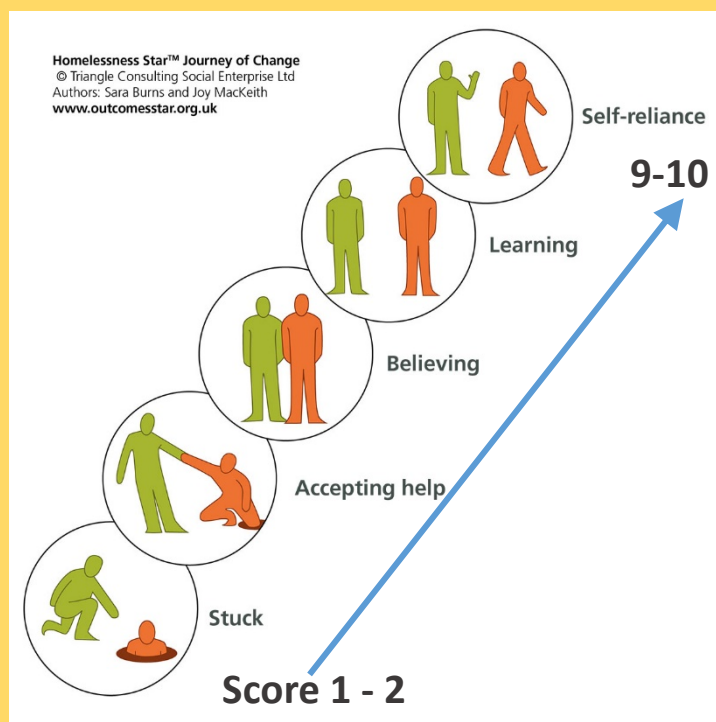 Homelessness Star™ Journey of Change
© Triangle Consulting Social Enterprise Ltd
Authors: Sara Burns and Joy MacKeith
www.outcomesstar.org.uk
Self-reliance
9-10
Learning
Believing
Accepting help
Stuck
Score 1 - 2